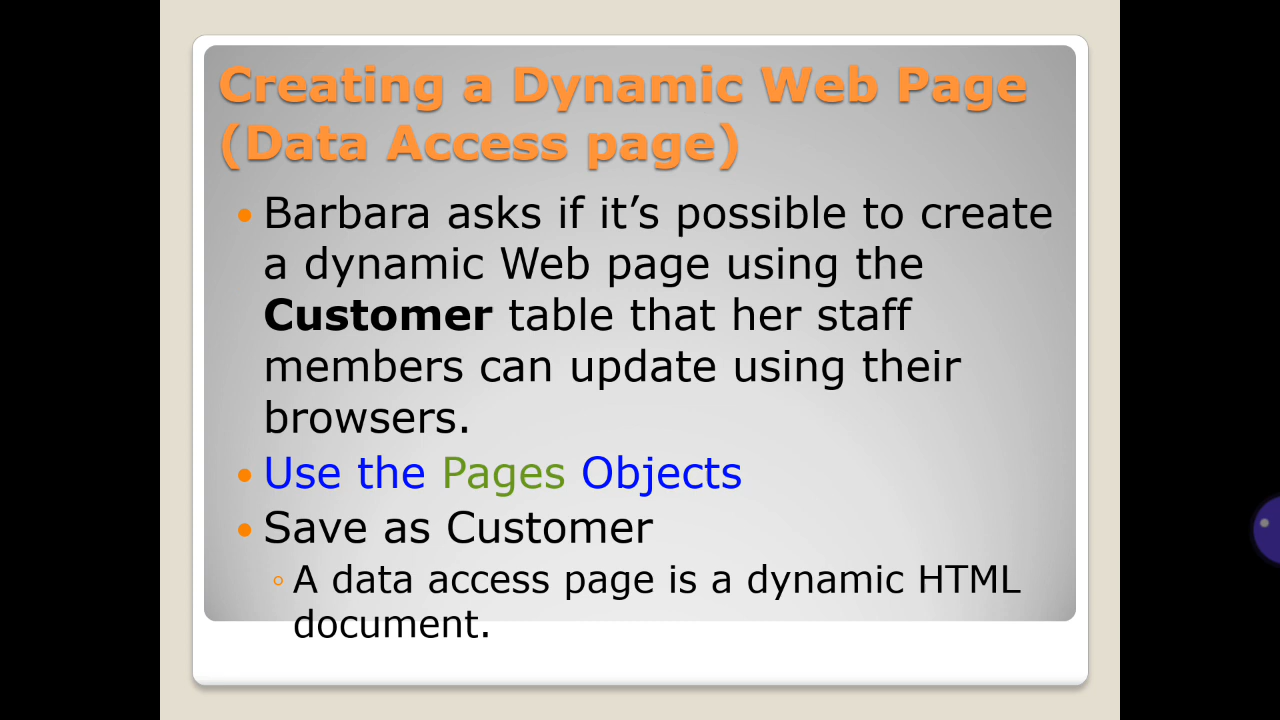 Creating a Dynamic Web Page
(Data Access page)
Barbara asks if it’s possible to create
a dynamic Web page using the
Customer table that her staff
members can update using their
browsers.
Use the Pages Objects
Save as Customer
A data access page is a dynamic HTML
document.